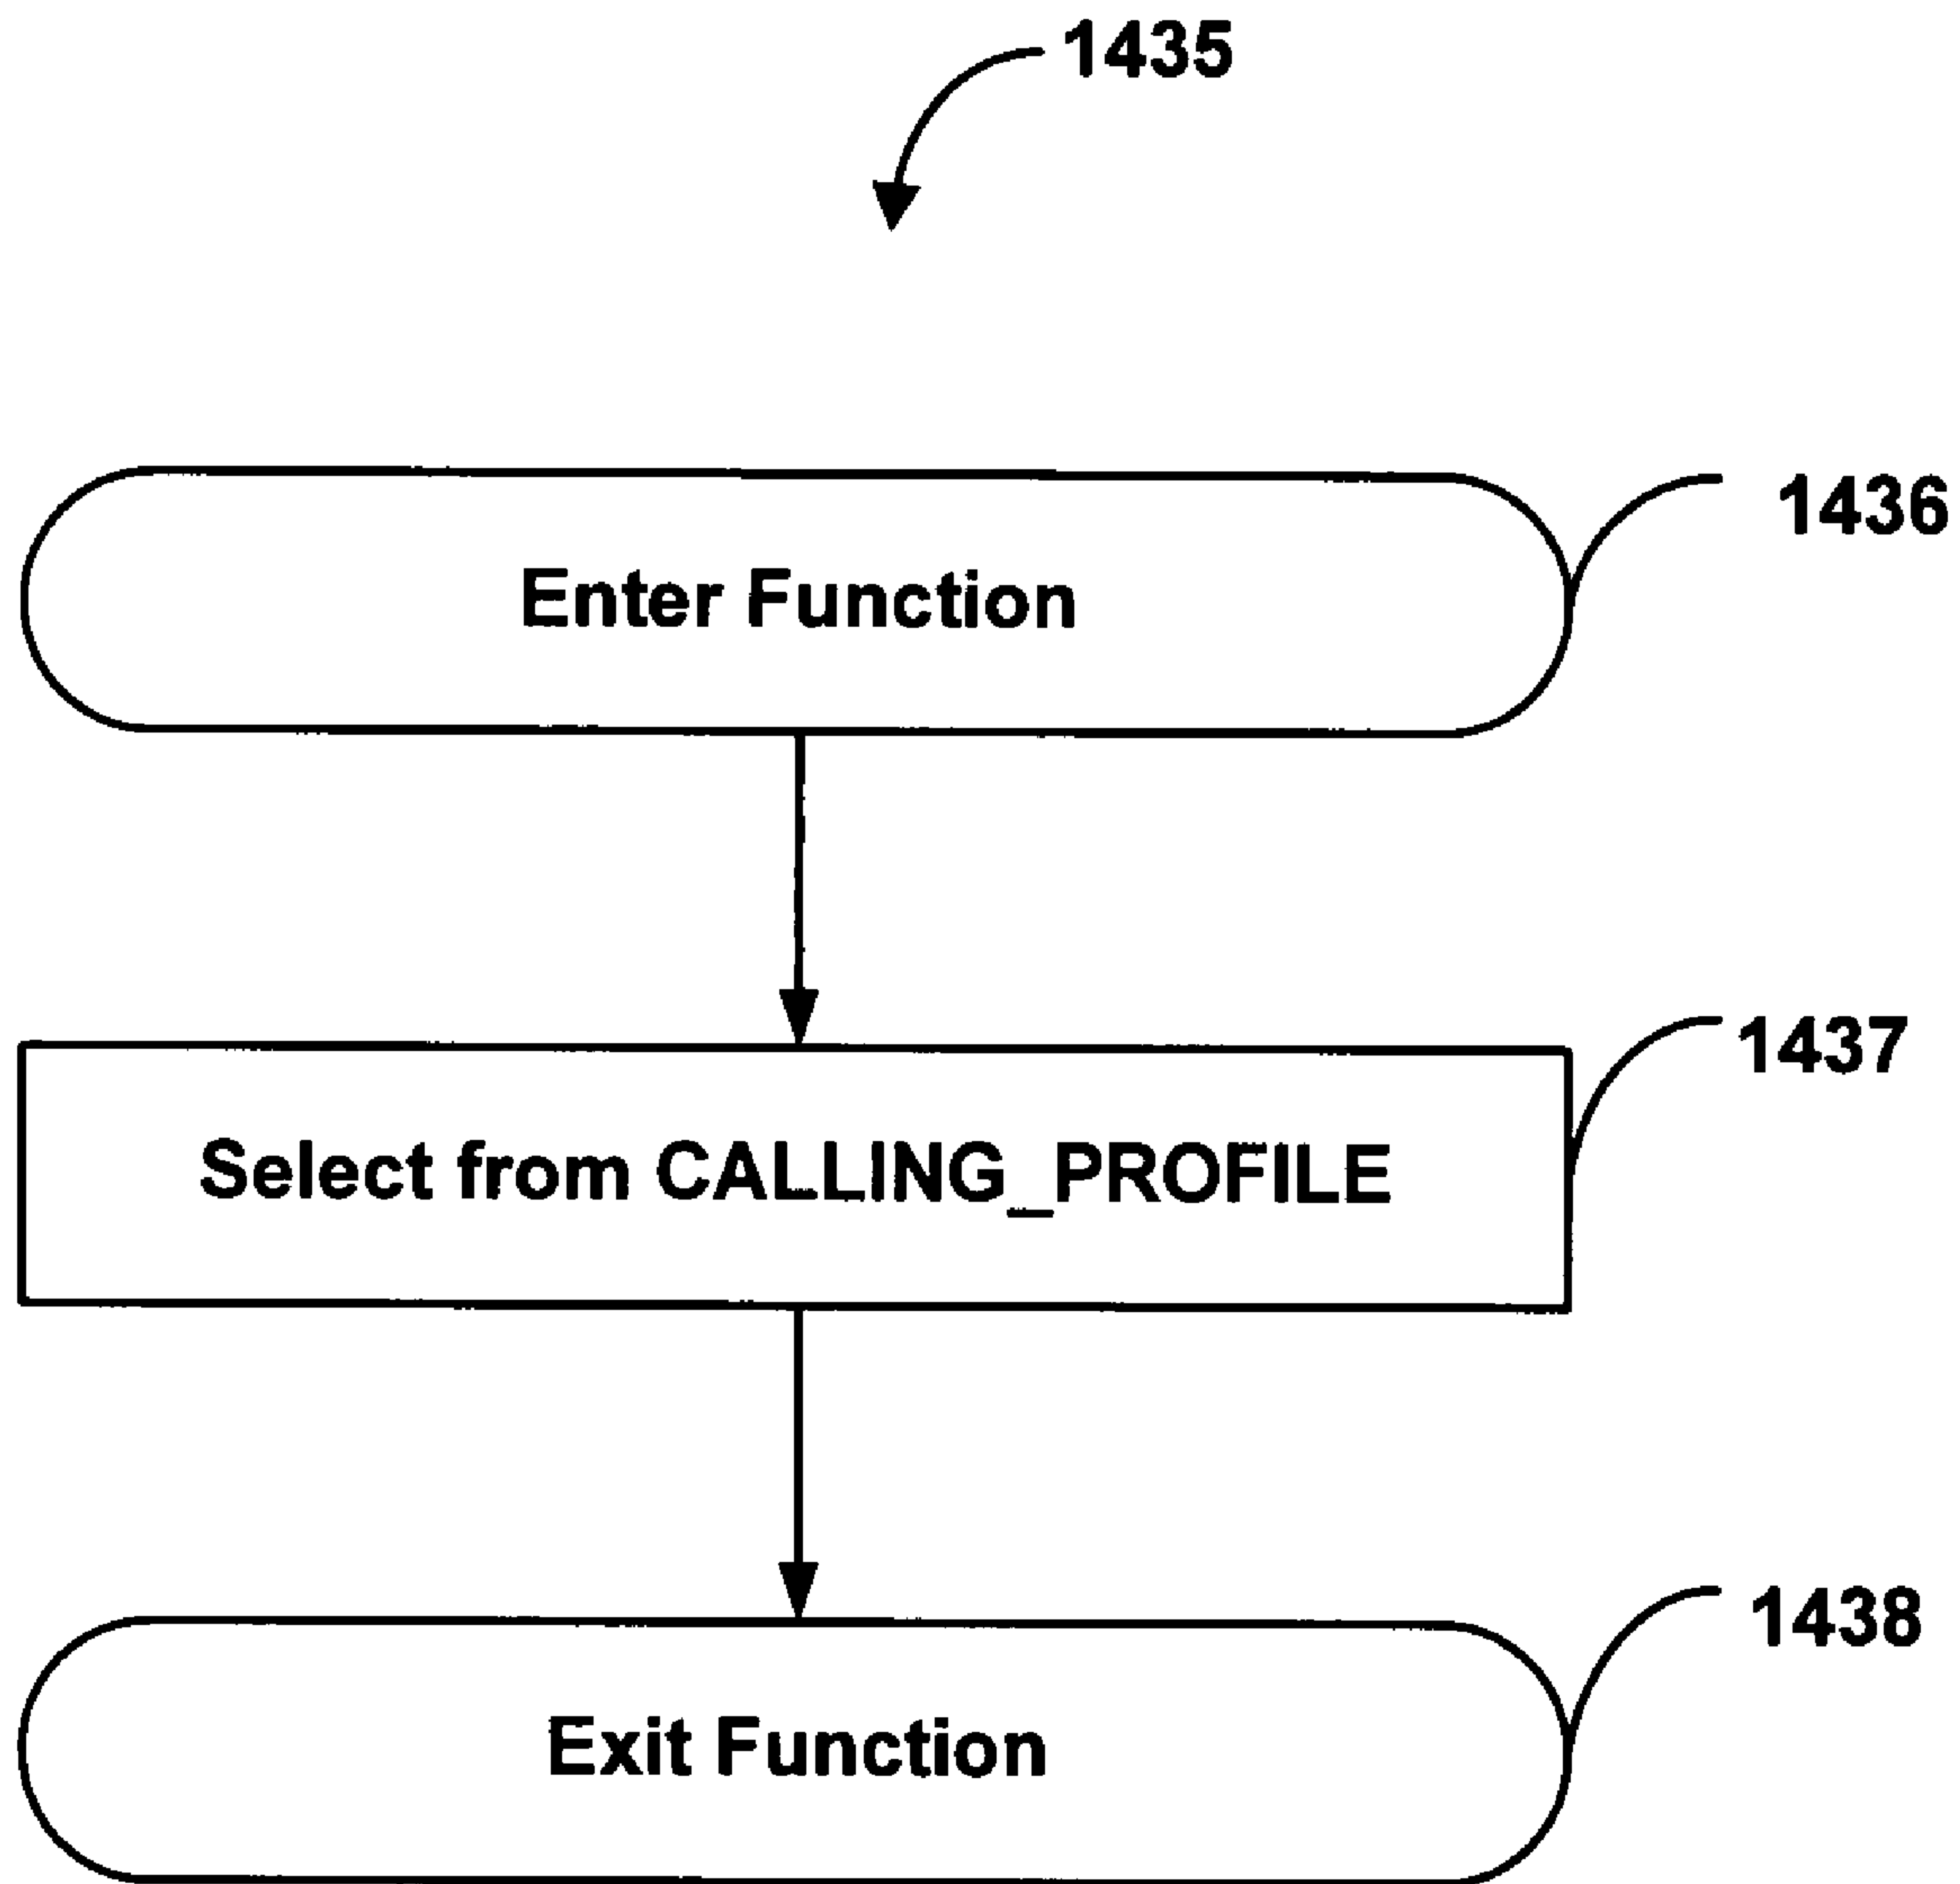 1435
1436
Enter Function
1437
Select from CALLING_PROFILE
1438
Exit Function